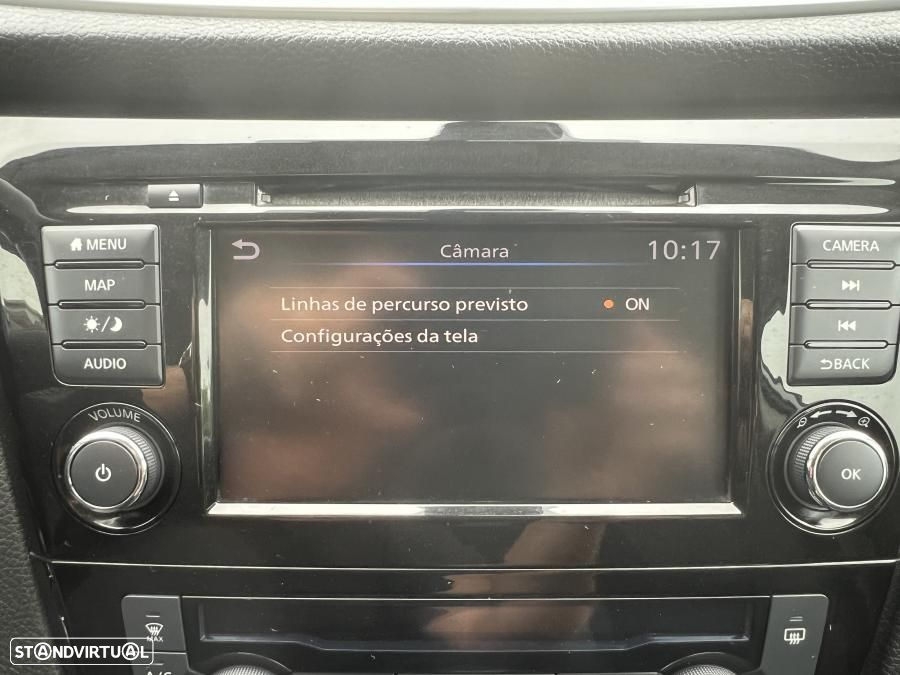 MENU
MAP
AUDIO
VOLUME
Câmara
10:17
Linhas de percurso previsto
ON
Configurações da tela
CAMERA
BACK
OK
MAX
A/C
STANDVIRTUAL